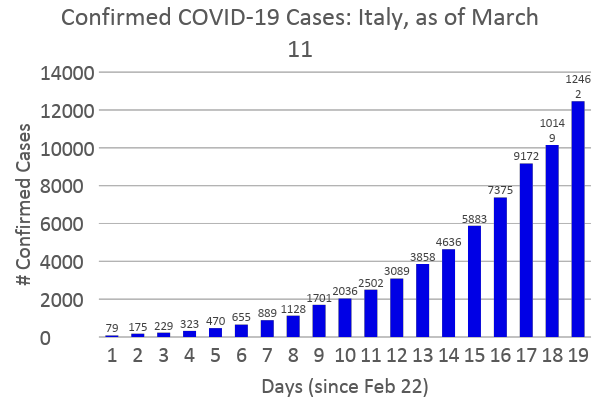 Confirmed COVID-19 Cases: Italy, as of March
11
14000
12000
10000
8000
6000
4000
2000
0
# Confirmed Cases
79 175 229 323 470 655 889 1128 1701 2036 2502 3089 3858 4636 5883 7375 9172
1014
9
1246
2
1 2 3 4 5 6 7 8 9 10 11 12 13 14 15 16 17 18 19
Days (since Feb 22)